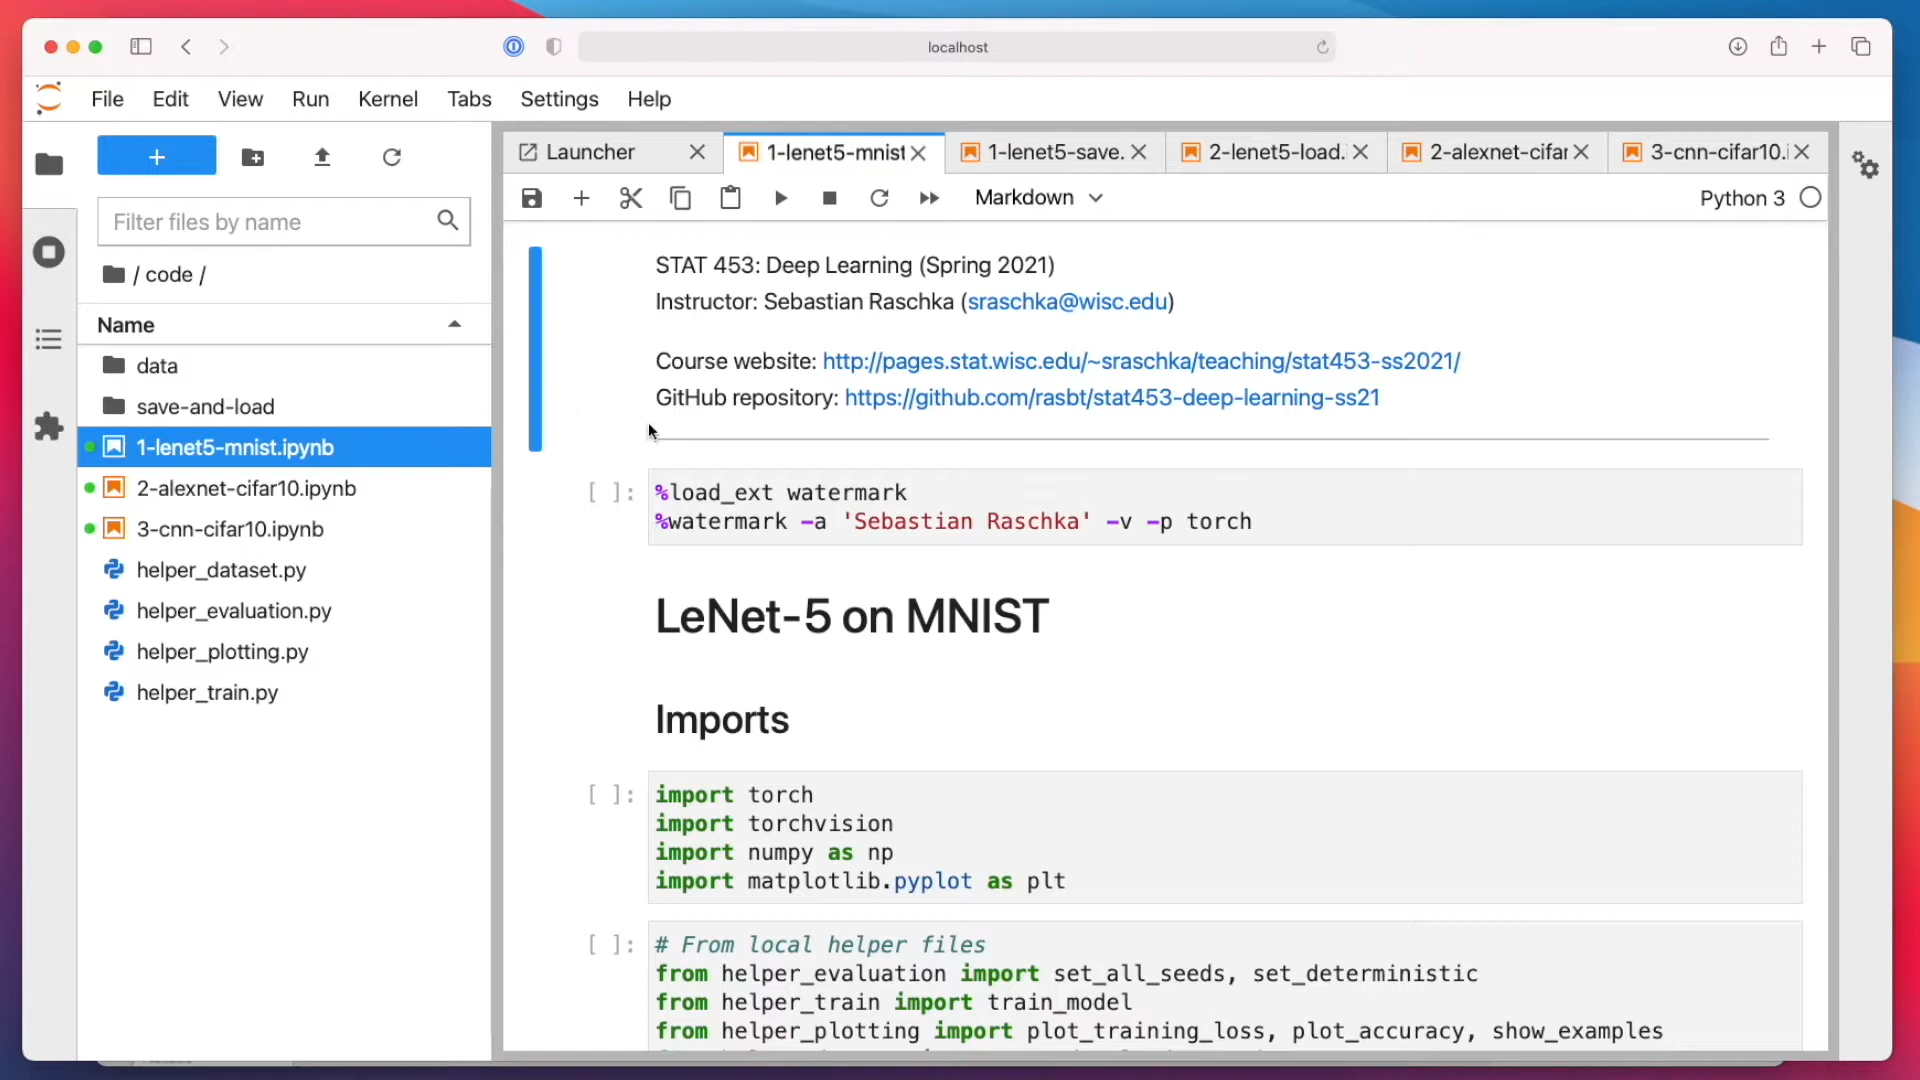 localhost
File Edit View Run Kernel Tabs Settings Help
Launcher
1-lenet5-mnist
1-lenet5-save.
2-lenet5-load.
2-alexnet-cifar
3-cnn-cifar10.i
Markdown
Python 3
Filter files by name
/ code /
Name
data
save-and-load
1-lenet5-mnist.ipynb
2-alexnet-cifar10.ipynb
3-cnn-cifar10.ipynb
helper_dataset.py
helper_evaluation.py
helper_plotting.py
helper_train.py
STAT 453: Deep Learning (Spring 2021)
Instructor: Sebastian Raschka (sraschka@wisc.edu)
Course website: http://pages.stat.wisc.edu/~sraschka/teaching/stat453-ss2021/
GitHub repository: https://github.com/rasbt/stat453-deep-learning-ss21
[ ]: %load_ext watermark
%watermark -a 'Sebastian Raschka' -v -p torch
LeNet-5 on MNIST
Imports
[ ]: import torch
import torchvision
import numpy as np
import matplotlib.pyplot as plt
[ ]: # From local helper files
from helper_evaluation import set_all_seeds, set_deterministic
from helper_train import train_model
from helper_plotting import plot_training_loss, plot_accuracy, show_examples